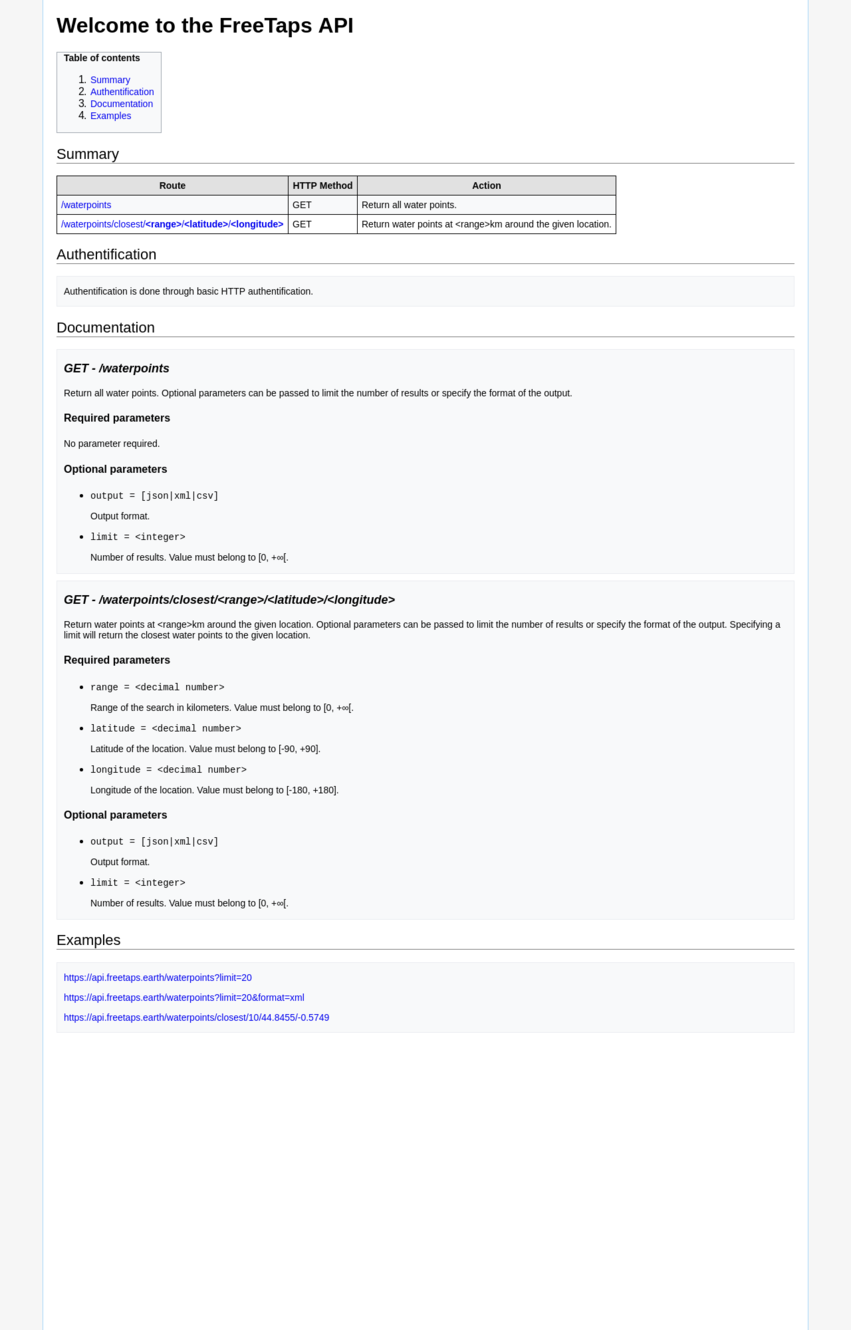 Welcome to the FreeTaps API
Table of contents
1. Summary
2. Authentification
3. Documentation
4. Examples
Summary
Route HTTP Method Action
/waterpoints GET Return all water points.
/waterpoints/closest/<range>/<latitude>/<longitude> GET Return water points at <range>km around the given location.
Authentification
Authentification is done through basic HTTP authentification.
Documentation
GET - /waterpoints
Return all water points. Optional parameters can be passed to limit the number of results or specify the format of the output.
Required parameters
No parameter required.
Optional parameters
• output = [json|xml|csv]
Output format.
• limit = <integer>
Number of results. Value must belong to [0, +∞[.
GET - /waterpoints/closest/<range>/<latitude>/<longitude>
Return water points at <range>km around the given location. Optional parameters can be passed to limit the number of results or specify the format of the output. Specifying a
limit will return the closest water points to the given location.
Required parameters
• range = <decimal number>
Range of the search in kilometers. Value must belong to [0, +∞[.
• latitude = <decimal number>
Latitude of the location. Value must belong to [-90, +90].
• longitude = <decimal number>
Longitude of the location. Value must belong to [-180, +180].
Optional parameters
• output = [json|xml|csv]
Output format.
• limit = <integer>
Number of results. Value must belong to [0, +∞[.
Examples
https://api.freetaps.earth/waterpoints?limit=20
https://api.freetaps.earth/waterpoints?limit=20&format=xml
https://api.freetaps.earth/waterpoints/closest/10/44.8455/-0.5749